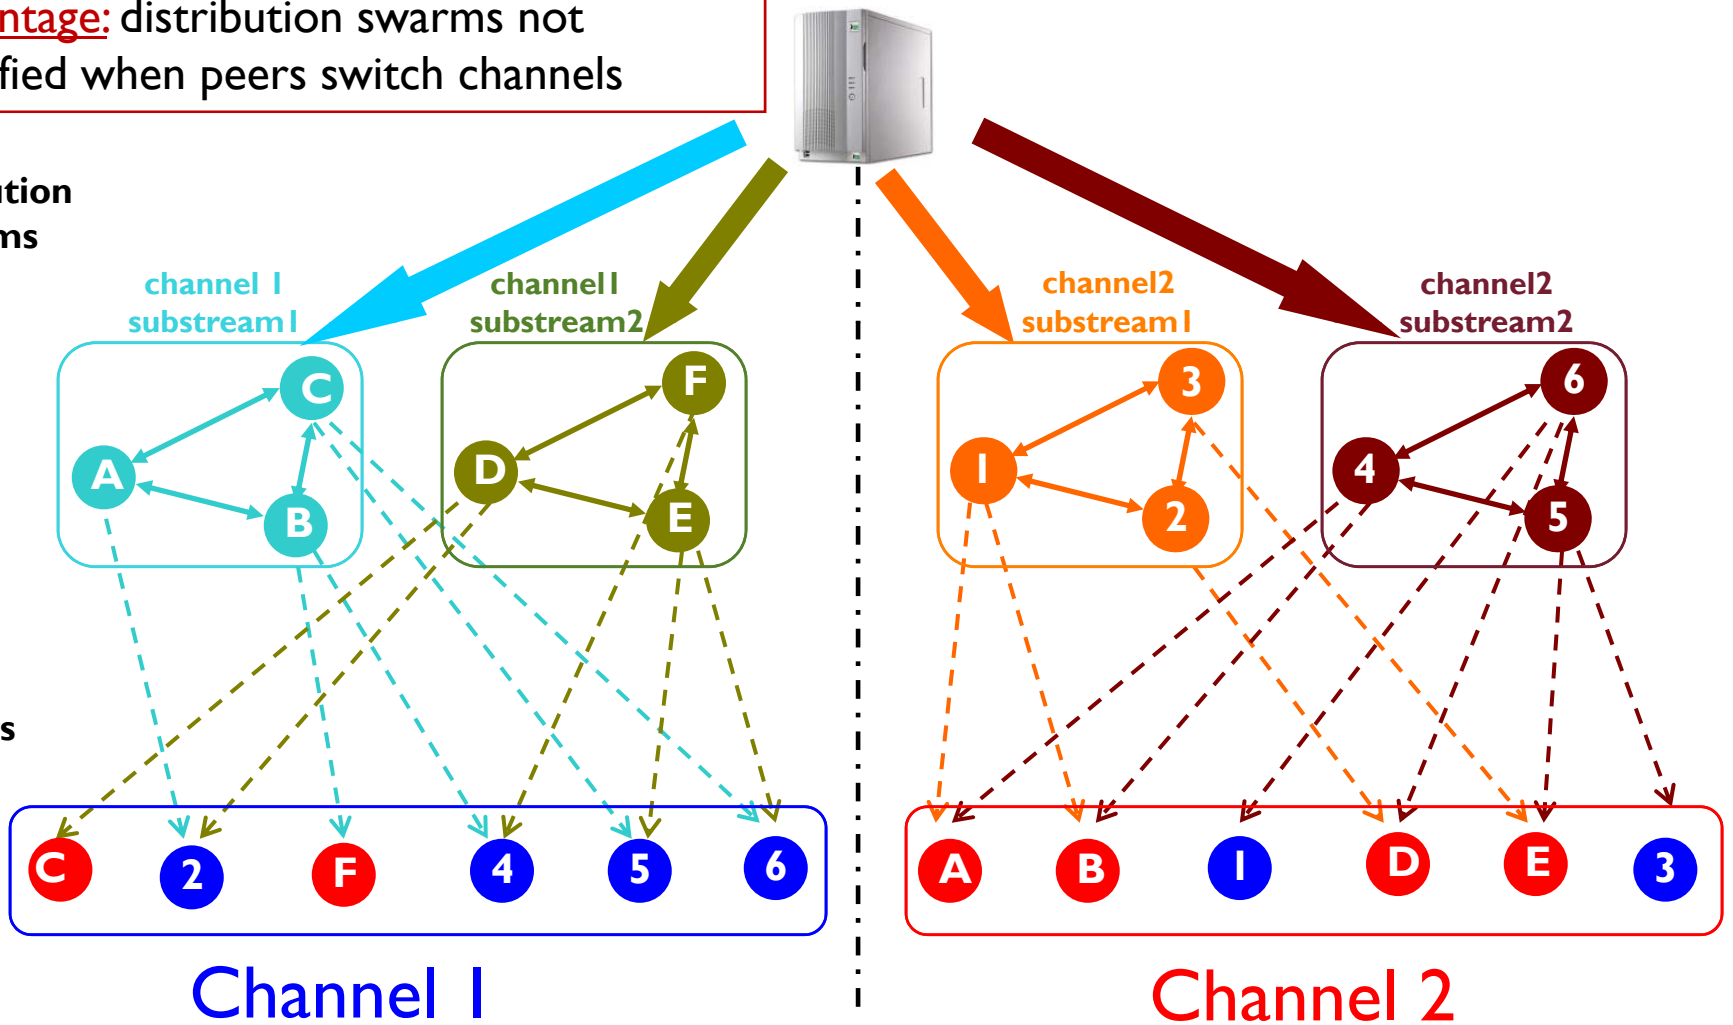 ntage: distribution swarms not
fied when peers switch channels
ution
ms
channel 1
substream1
channel1
substream2
channel2
substream1
channel2
substream2
C
A
B
F
D
E
3
1
2
6
4
5
s
C
2
F
4
5
6
A
B
1
D
E
3
Channel 1
Channel 2